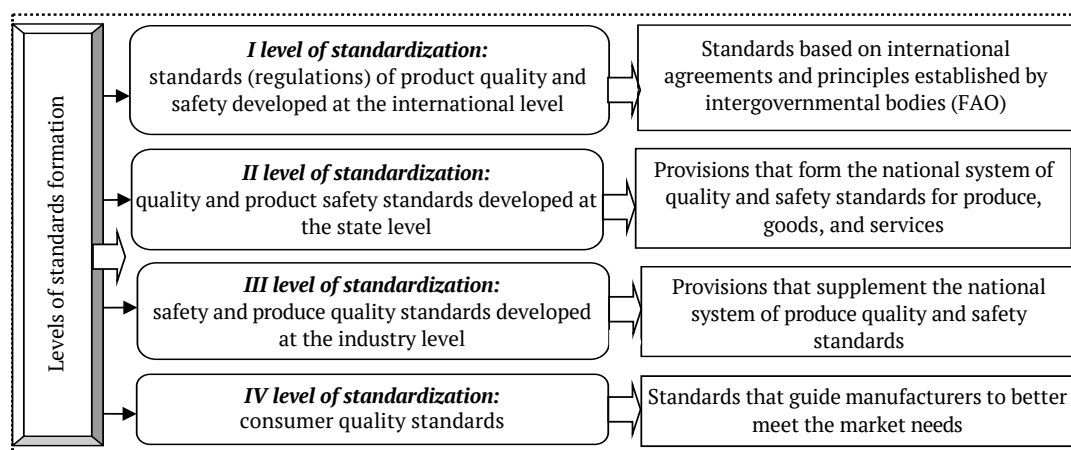 Levels of standards formation
I level of standardization:
standards (regulations) of product quality and
safety developed at the international level
Standards based on international
agreements and principles established by
intergovernmental bodies (FAO)
II level of standardization:
quality and product safety standards developed at
the state level
Provisions that form the national system of
quality and safety standards for produce,
goods, and services
III level of standardization:
safety and produce quality standards developed
at the industry level
Provisions that supplement the national
system of produce quality and safety
standards
IV level of standardization:
consumer quality standards
Standards that guide manufacturers to better
meet the market needs